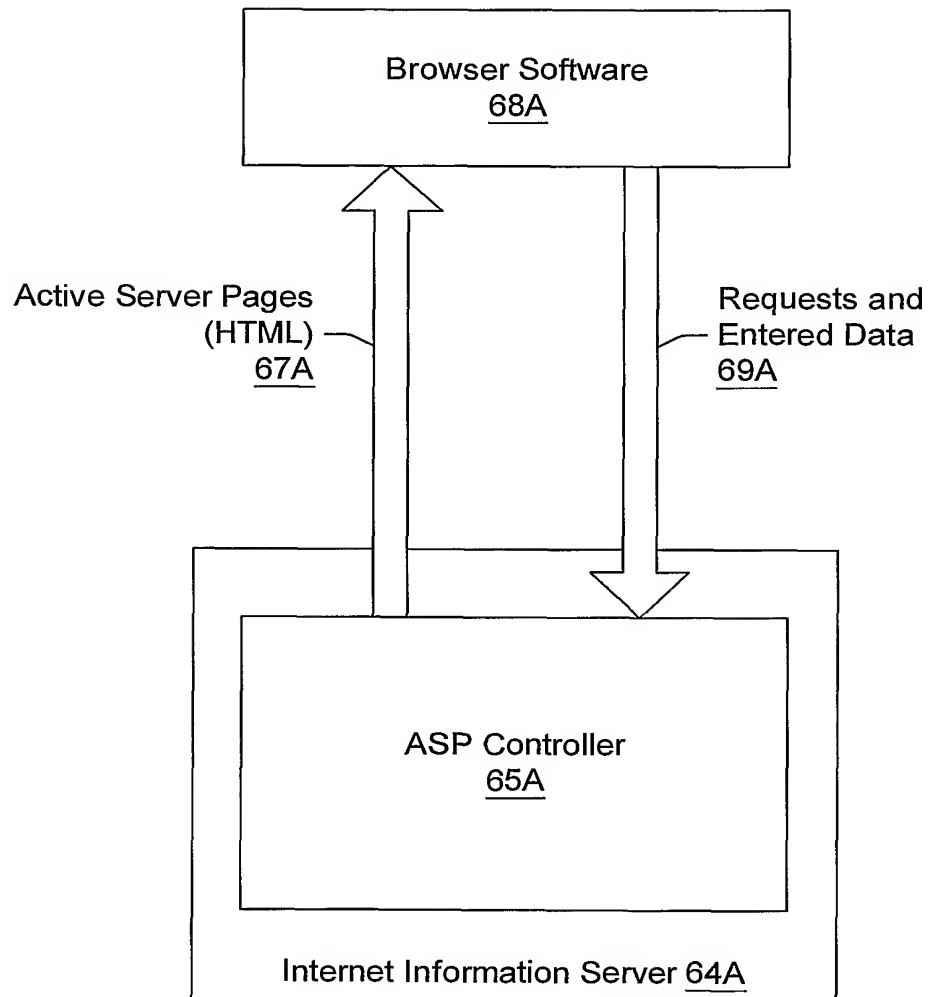 Browser Software
68A
Active Server Pages
(HTML)
67A
Requests and
Entered Data
69A
ASP Controller
65A
Internet Information Server 64A